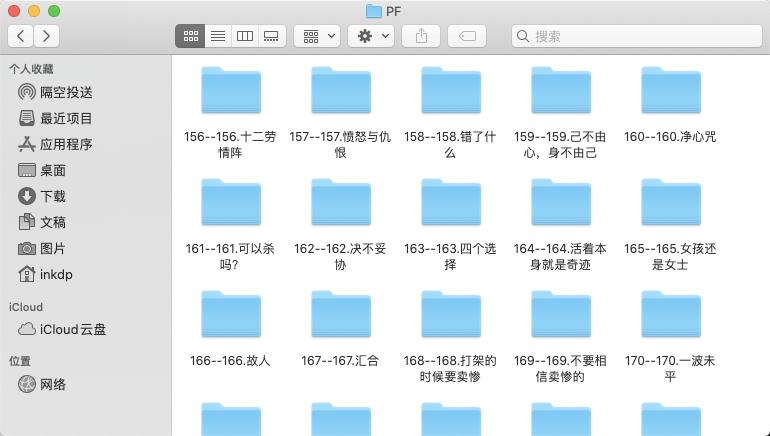 PF
搜索
个人收藏
隔空投送
最近项目
应用程序
桌面
下载
文稿
图片
inkdp
iCloud
iCloud云盘
位置
网络
156--156.十二劳
情阵
157--157.愤怒与仇
恨
158--158.错了什
么
159--159.己不由
心，身不由己
160--160.净心咒
161--161.可以杀
吗？
162--162.决不妥
协
163--163.四个选
择
164--164.活着本
身就是奇迹
165--165.女孩还
是女士
166--166.故人
167--167.汇合
168--168.打架的
时候要卖惨
169--169.不要相
信卖惨的
170--170.一波未
平